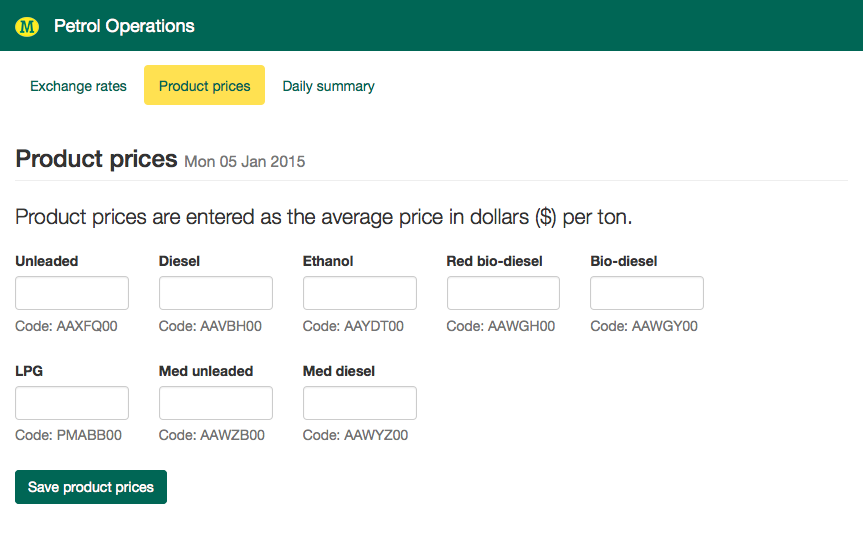 M Petrol Operations
Exchange rates Product prices Daily summary
Product prices Mon 05 Jan 2015
Product prices are entered as the average price in dollars ($) per ton.
Unleaded Diesel Ethanol Red bio-diesel Bio-diesel
Code: AAXFQ00 Code: AAVBH00 Code: AAYDT00 Code: AAWGH00 Code: AAWGY00
LPG Med unleaded Med diesel
Code: PMABB00 Code: AAWZB00 Code: AAWYZ00
Save product prices